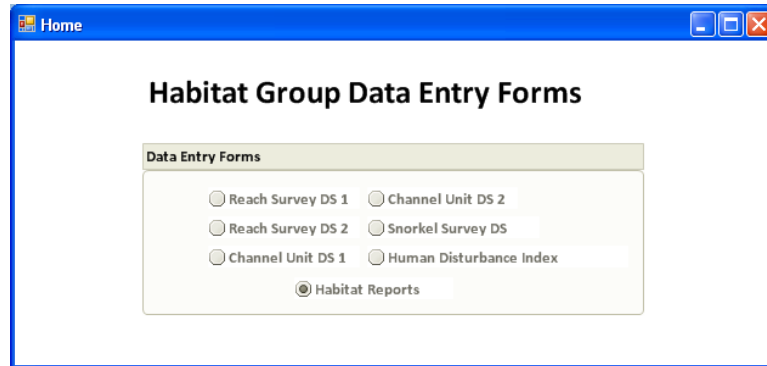 Home
Habitat Group Data Entry Forms
Data Entry Forms
Reach Survey DS 1 Channel Unit DS 2
Reach Survey DS 2 Snorkel Survey DS
Channel Unit DS 1 Human Disturbance Index
Habitat Reports